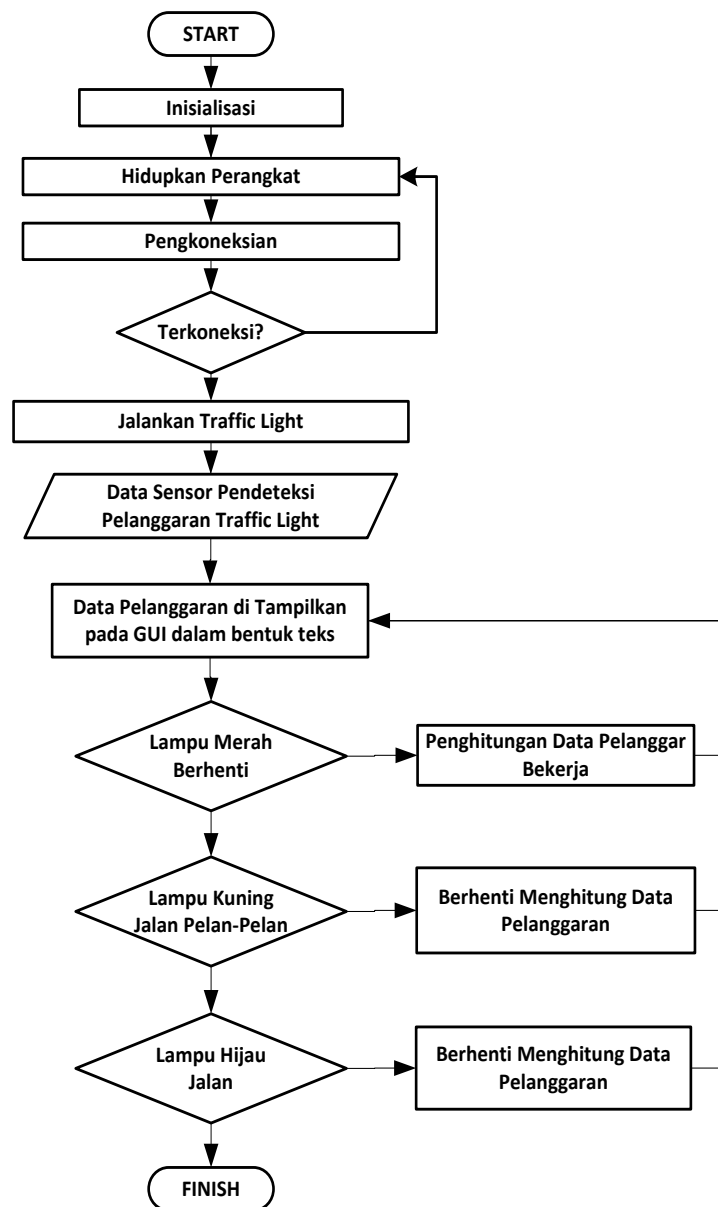 START
Inisialisasi
Hidupkan Perangkat
Pengkoneksian
Terkoneksi?
Jalankan Traffic Light
Data Sensor Pendeteksi
Pelanggaran Traffic Light
Data Pelanggaran di Tampilkan
pada GUI dalam bentuk teks
Lampu Merah
Berhenti
Penghitungan Data Pelanggar
Bekerja
Lampu Kuning
Jalan Pelan-Pelan
Berhenti Menghitung Data
Pelanggaran
Lampu Hijau
Jalan
Berhenti Menghitung Data
Pelanggaran
FINISH